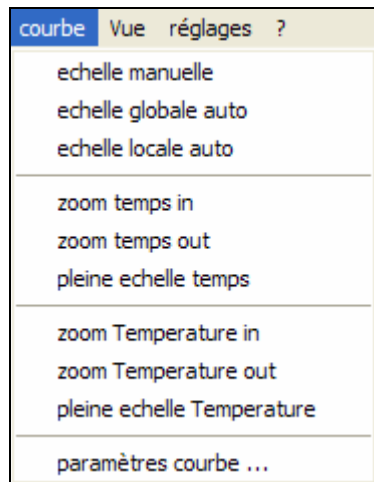 courbe Vue réglages ?
echelle manuelle
echelle globale auto
echelle locale auto
zoom temps in
zoom temps out
pleine echelle temps
zoom Temperature in
zoom Temperature out
pleine echelle Temperature
paramètres courbe ...